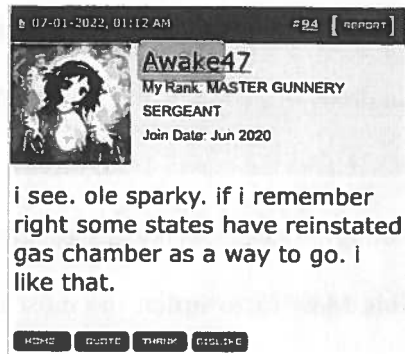 07-01-2022, 01:12 AM #94 [ REPORT ]
Awake47
My Rank: MASTER GUNNERY
SERGEANT
Join Date: Jun 2020
i see. ole sparky. if i remember
right some states have reinstated
gas chamber as a way to go. i
like that.
HOME QUOTE THANK DISLIKE